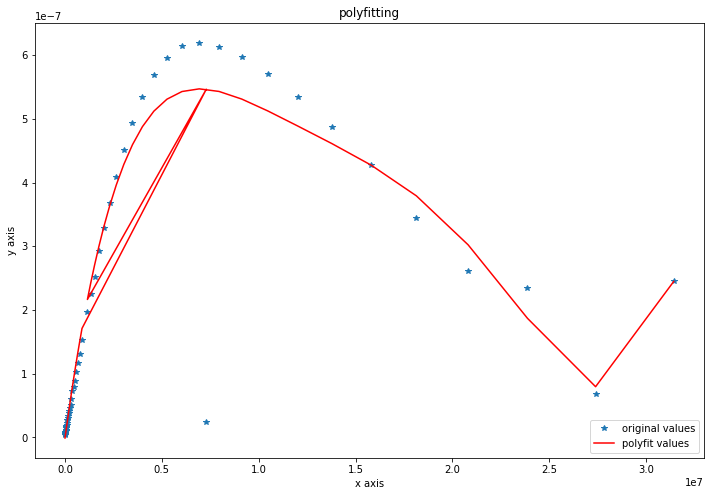 polyfitting
1e−7
6
5
4
3
2
1
0
y axis
0.0 0.5 1.0 1.5 2.0 2.5 3.0
1e7
x axis
original values
polyfit values